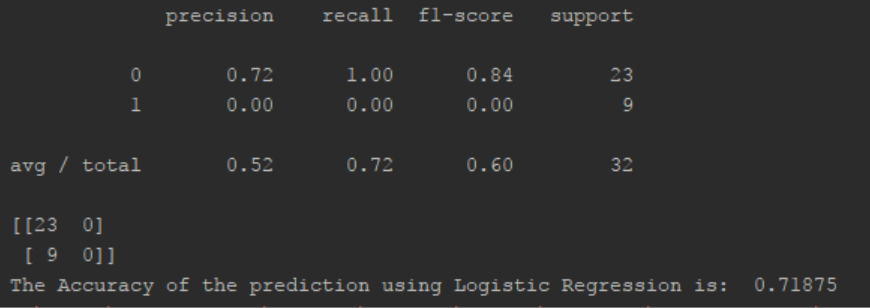 precision recall f1-score support
0 0.72 1.00 0.84 23
1 0.00 0.00 0.00 9
avg / total 0.52 0.72 0.60 32
[[23 0]
[ 9 0]]
The Accuracy of the prediction using Logistic Regression is: 0.71875